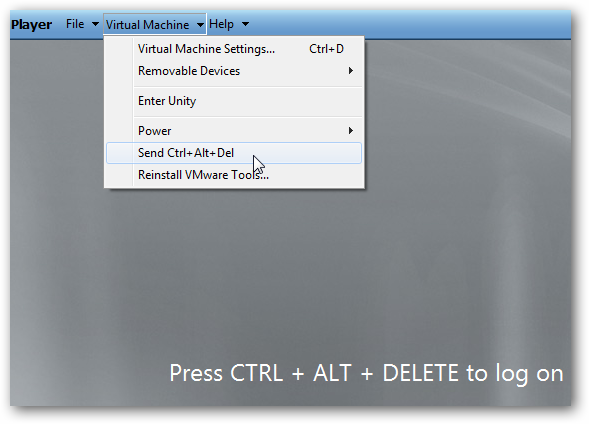 Player File Virtual Machine Help
Virtual Machine Settings... Ctrl+D
Removable Devices
Enter Unity
Power
Send Ctrl+Alt+Del
Reinstall VMware Tools...
Press CTRL + ALT + DELETE to log on